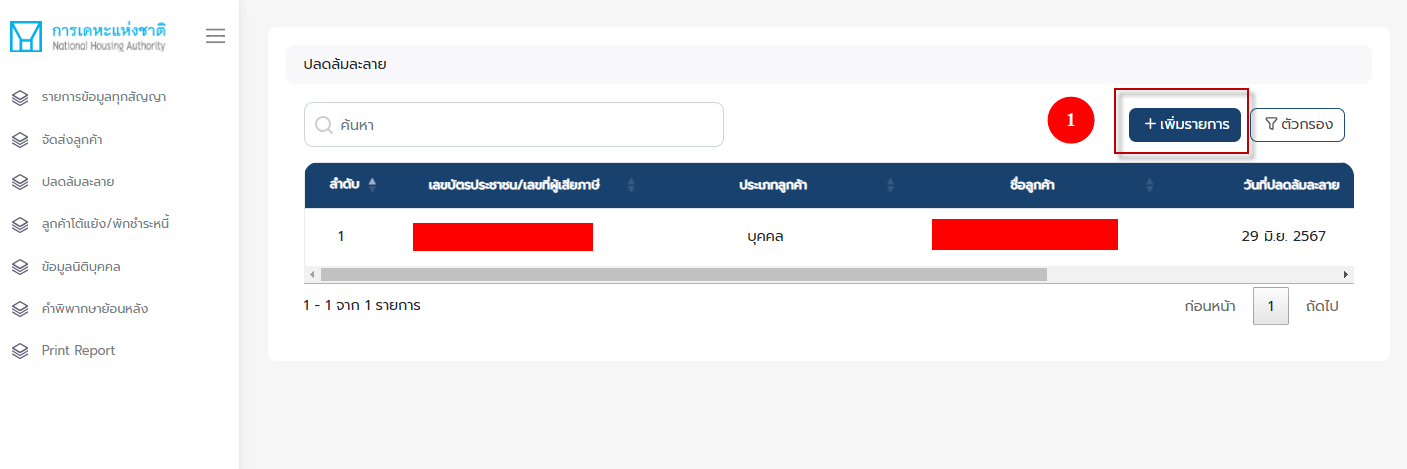 การเคหะแห่งชาติ
National Housing Authority
รายการข้อมูลทุกสัญญา
จัดส่งลูกค้า
ปลดล้มละลาย
ลูกค้าโต้แย้ง/พักชำระหนี้
ข้อมูลนิติบุคคล
คำพิพากษาย้อนหลัง
Print Report
ปลดล้มละลาย
ค้นหา
1
+ เพิ่มรายการ
ตัวกรอง
ลำดับ เลขบัตรประชาชน/เลขที่ผู้เสียภาษี ประเภทลูกค้า ชื่อลูกค้า วันที่ปลดล้มละลาย
1 บุคคล 29 มิ.ย. 2567
1 - 1 จาก 1 รายการ
ก่อนหน้า 1 ถัดไป